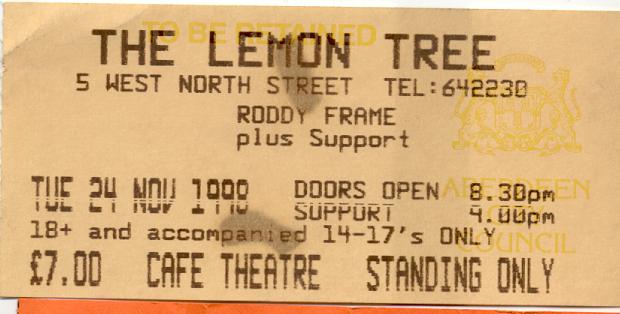 TO BE RETAINED
THE LEMON TREE
5 WEST NORTH STREET TEL:642230
RODDY FRAME
plus Support
TUE 24 NOV 1998 DOORS OPEN 8.30pm
SUPPORT 4.00pm
18+ and accompanied 14-17's ONLY
£7.00 CAFE THEATRE STANDING ONLY
ABERDEEN
CITY
COUNCIL